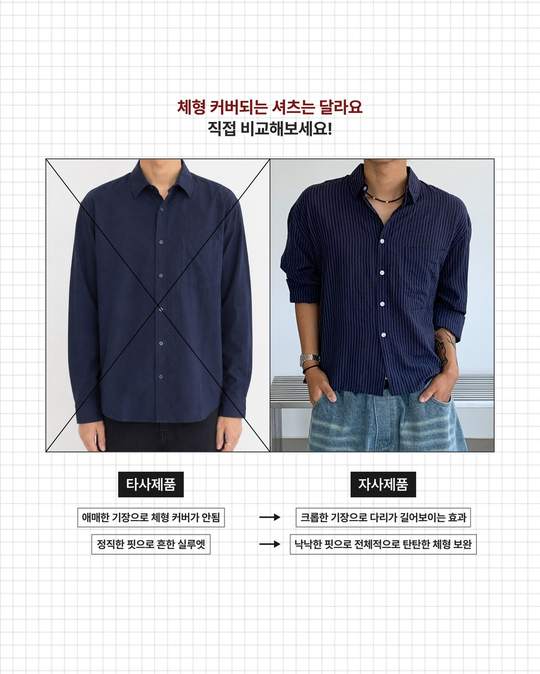 체형 커버되는 셔츠는 달라요
직접 비교해보세요!
타사제품
자사제품
애매한 기장으로 체형 커버가 안됨
크롭한 기장으로 다리가 길어보이는 효과
정직한 핏으로 흔한 실루엣
낙낙한 핏으로 전체적으로 탄탄한 체형 보완